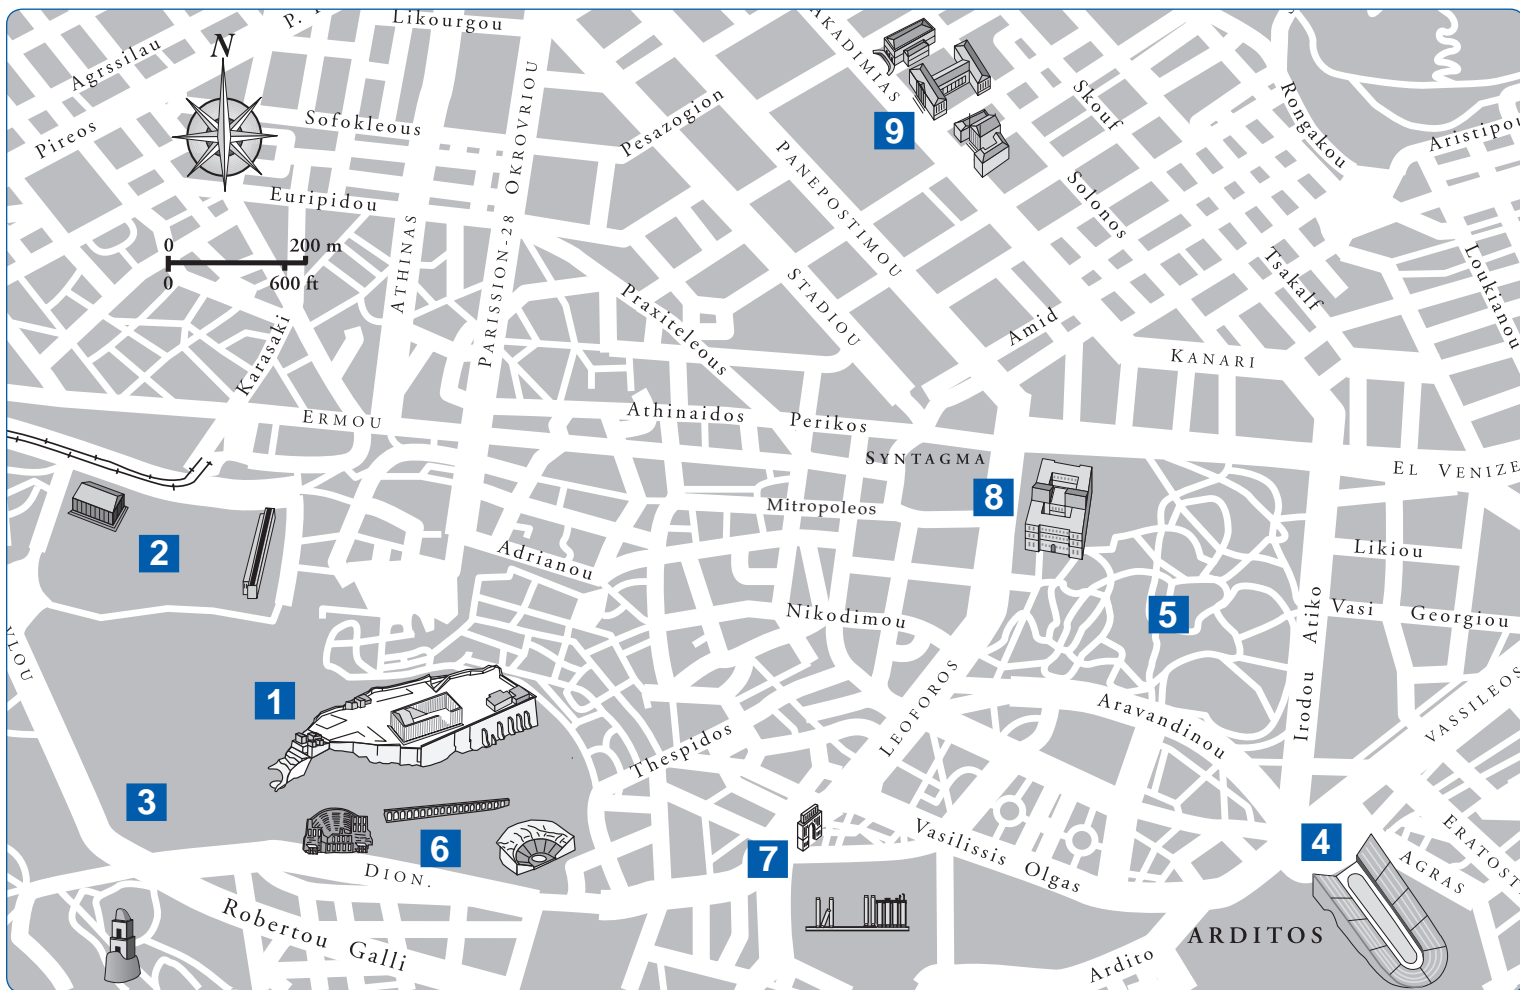 Likourgou
P.
Agrssilau
N
AKADIMIAS
Skouf
Rongakou
Aristipou
Pireos
Sofokleous
PARISSION-28 OKROVRIOU
Pesazogion
9
PANEPOSTIMOU
Solonos
Euripidou
ATHINAS
0 200 m
0 600 ft
STADIOU
Tsakalf
Loukianou
Karasaki
Praxiteleous
Amid
KANARI
ERMOU
Athinaidos
Perikos
SYNTAGMA
EL VENIZE
8
Mitropoleos
2
Adrianou
Likiou
Nikodimou
5
Irodou Atiko
Vasi Georgiou
VLOU
1
LEOFOROS
Aravandinou
VASSILEOS
Thespidos
3
6
7
Vasilissis Olgas
4
ERATOST
AGRAS
DION.
Robertou Galli
ARDITOS
Ardito